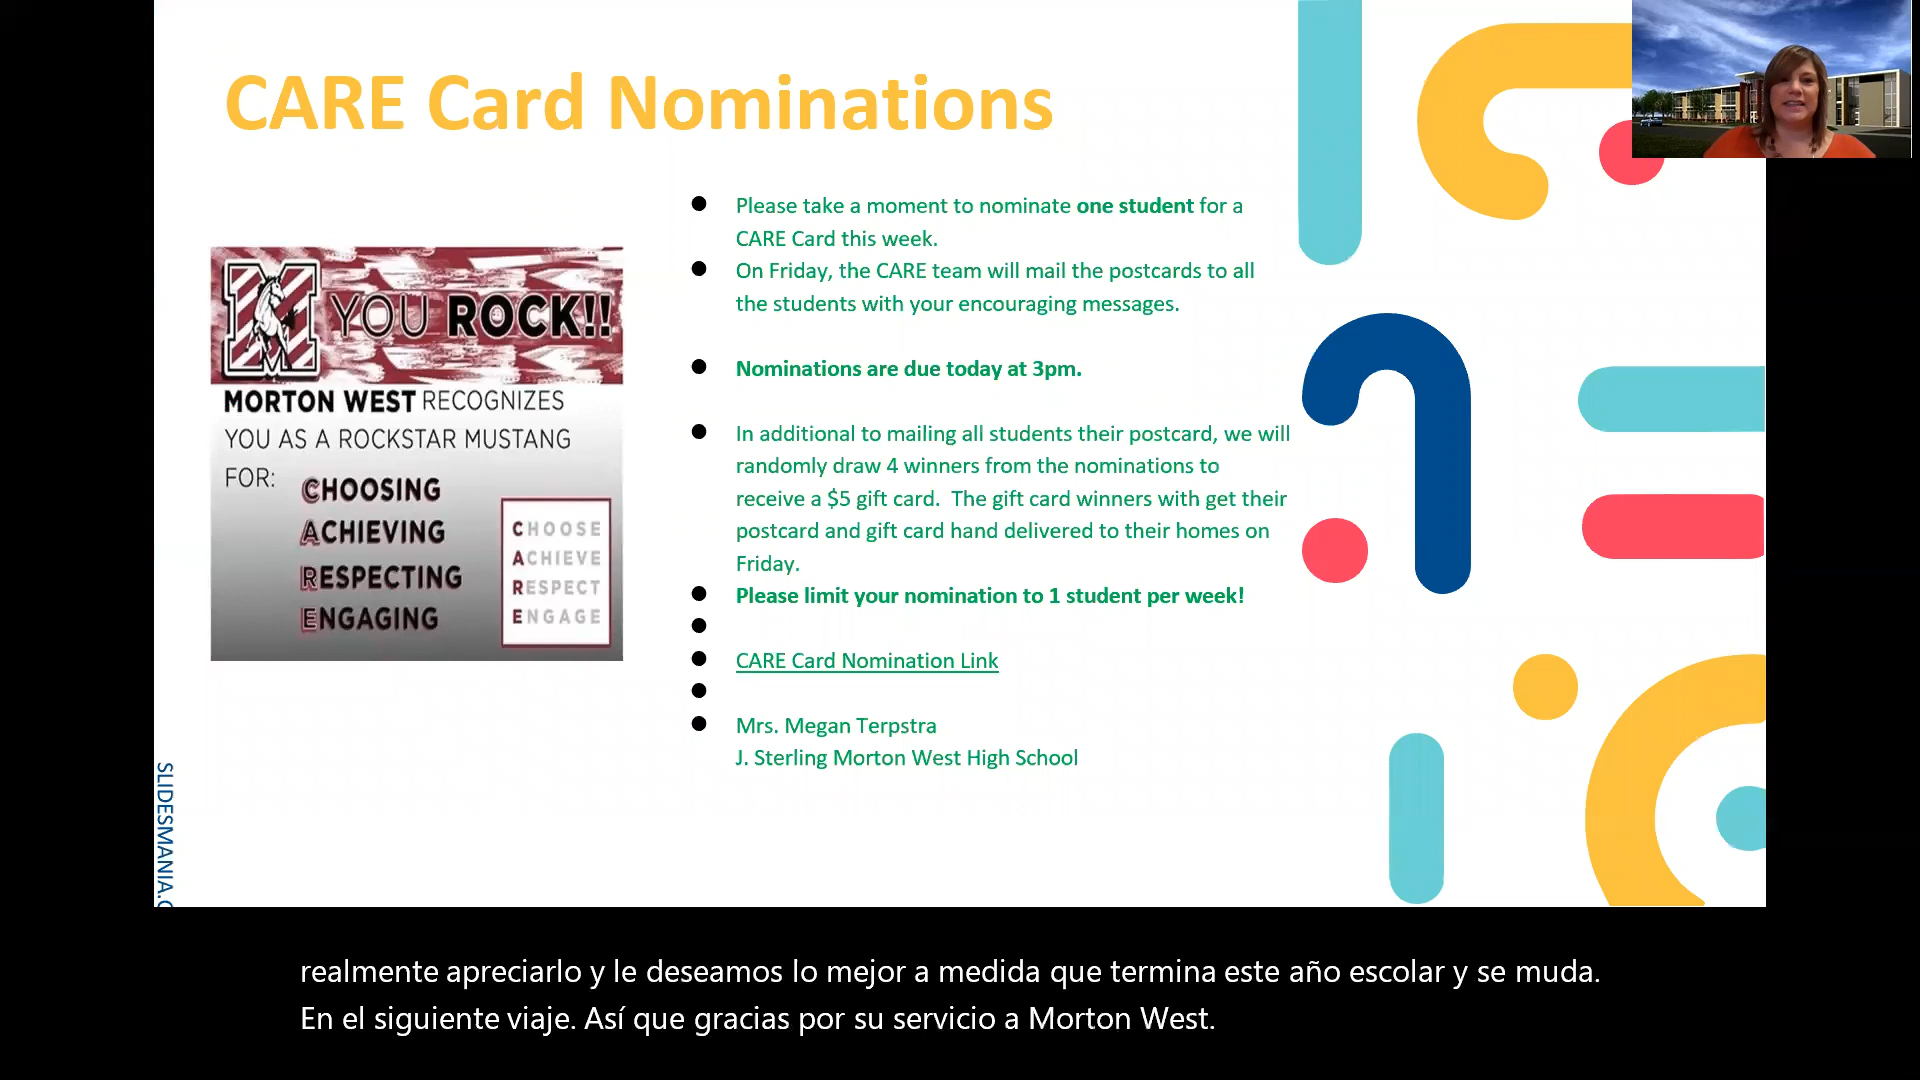 CARE Card Nominations
M YOU ROCK!!
MORTON WEST RECOGNIZES
YOU AS A ROCKSTAR MUSTANG
FOR:
CHOOSING
ACHIEVING
RESPECTING
ENGAGING
CHOOSE
ACHIEVE
RESPECT
ENGAGE
Please take a moment to nominate one student for a
CARE Card this week.
On Friday, the CARE team will mail the postcards to all
the students with your encouraging messages.
Nominations are due today at 3pm.
In additional to mailing all students their postcard, we will
randomly draw 4 winners from the nominations to
receive a $5 gift card. The gift card winners with get their
postcard and gift card hand delivered to their homes on
Friday.
Please limit your nomination to 1 student per week!
CARE Card Nomination Link
Mrs. Megan Terpstra
J. Sterling Morton West High School
SLIDESMANIA.C
realmente apreciarlo y le deseamos lo mejor a medida que termina este año escolar y se muda.
En el siguiente viaje. Así que gracias por su servicio a Morton West.